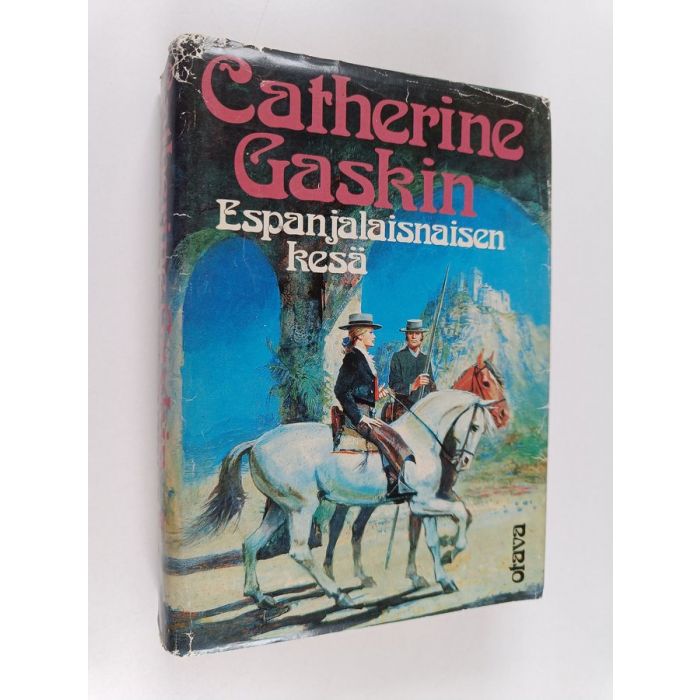 Catherine
Gaskin
Espanjalaisnaisen
kesä
otava